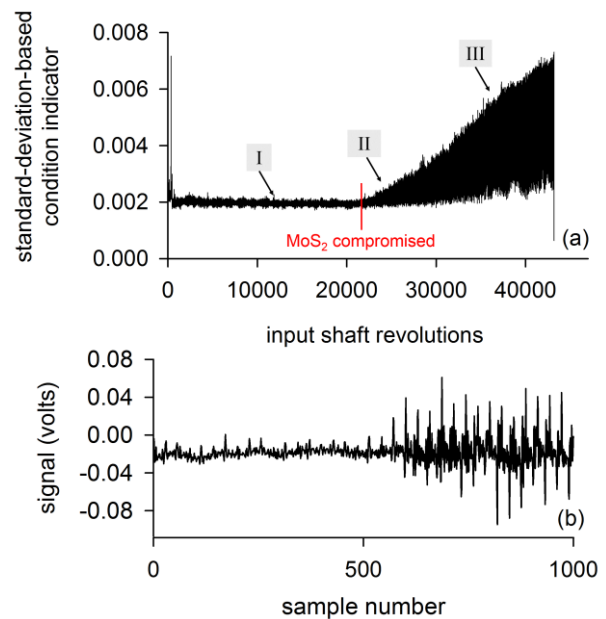 standard-deviation-based
condition indicator
0.008
0.006
0.004
0.002
0.000
I
II
III
MoS₂ compromised
(a)
0 10000 20000 30000 40000
input shaft revolutions
signal (volts)
0.08
0.04
0.00
-0.04
-0.08
(b)
0 500 1000
sample number